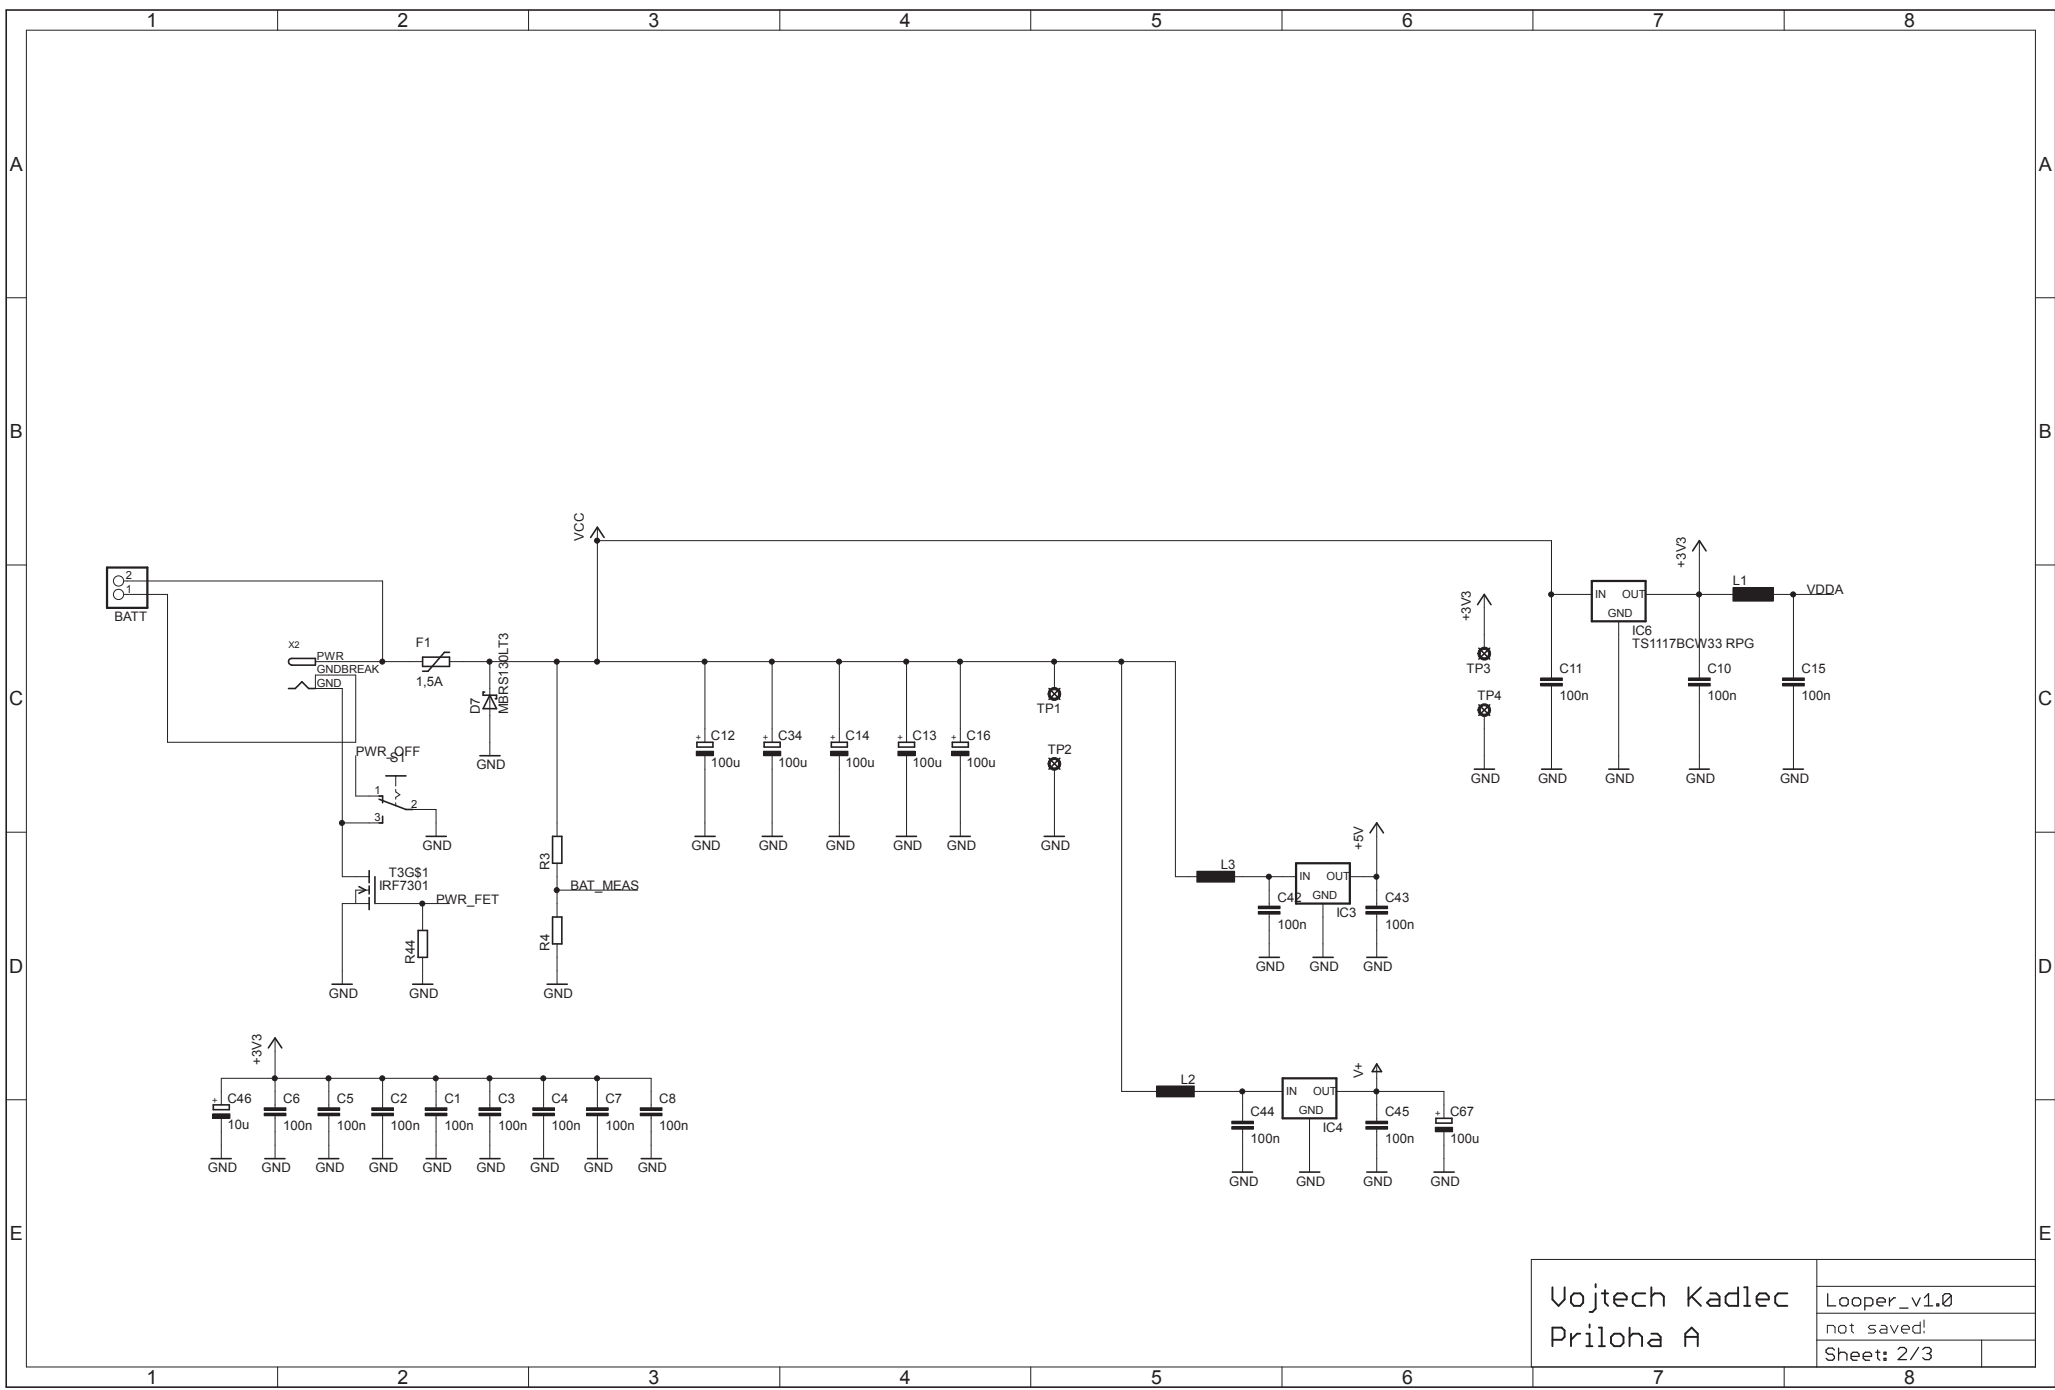 1 2 3 4 5 6 7 8
A A
B B
C C
D D
E E
VCC
2
1
BATT
X2
PWR
GNDBREAK
GND
F1
1,5A
D7
MBRS130LT3
GND
PWR_OFF
S1
1
2
3
GND
T3G$1
IRF7301
PWR_FET
R44
GND
GND
R3
BAT_MEAS
R4
GND
C12
100u
GND
C34
100u
GND
C14
100u
GND
C13
100u
GND
C16
100u
GND
TP1
TP2
GND
+3V3
TP3
TP4
GND
C11
100n
GND
IN OUT
GND
IC6
TS1117BCW33 RPG
GND
+3V3
C10
100n
GND
L1
VDDA
C15
100n
GND
L3
C42
100n
GND
IN OUT
GND
IC3
GND
+5V
C43
100n
GND
L2
C44
100n
GND
IN OUT
GND
IC4
GND
V+
C45
100n
GND
C67
100u
GND
+3V3
C46
10u
GND
C6
100n
GND
C5
100n
GND
C2
100n
GND
C1
100n
GND
C3
100n
GND
C4
100n
GND
C7
100n
GND
C8
100n
GND
Vojtech Kadlec
Priloha A
Looper_v1.0
not saved!
Sheet: 2/3
1 2 3 4 5 6 7 8